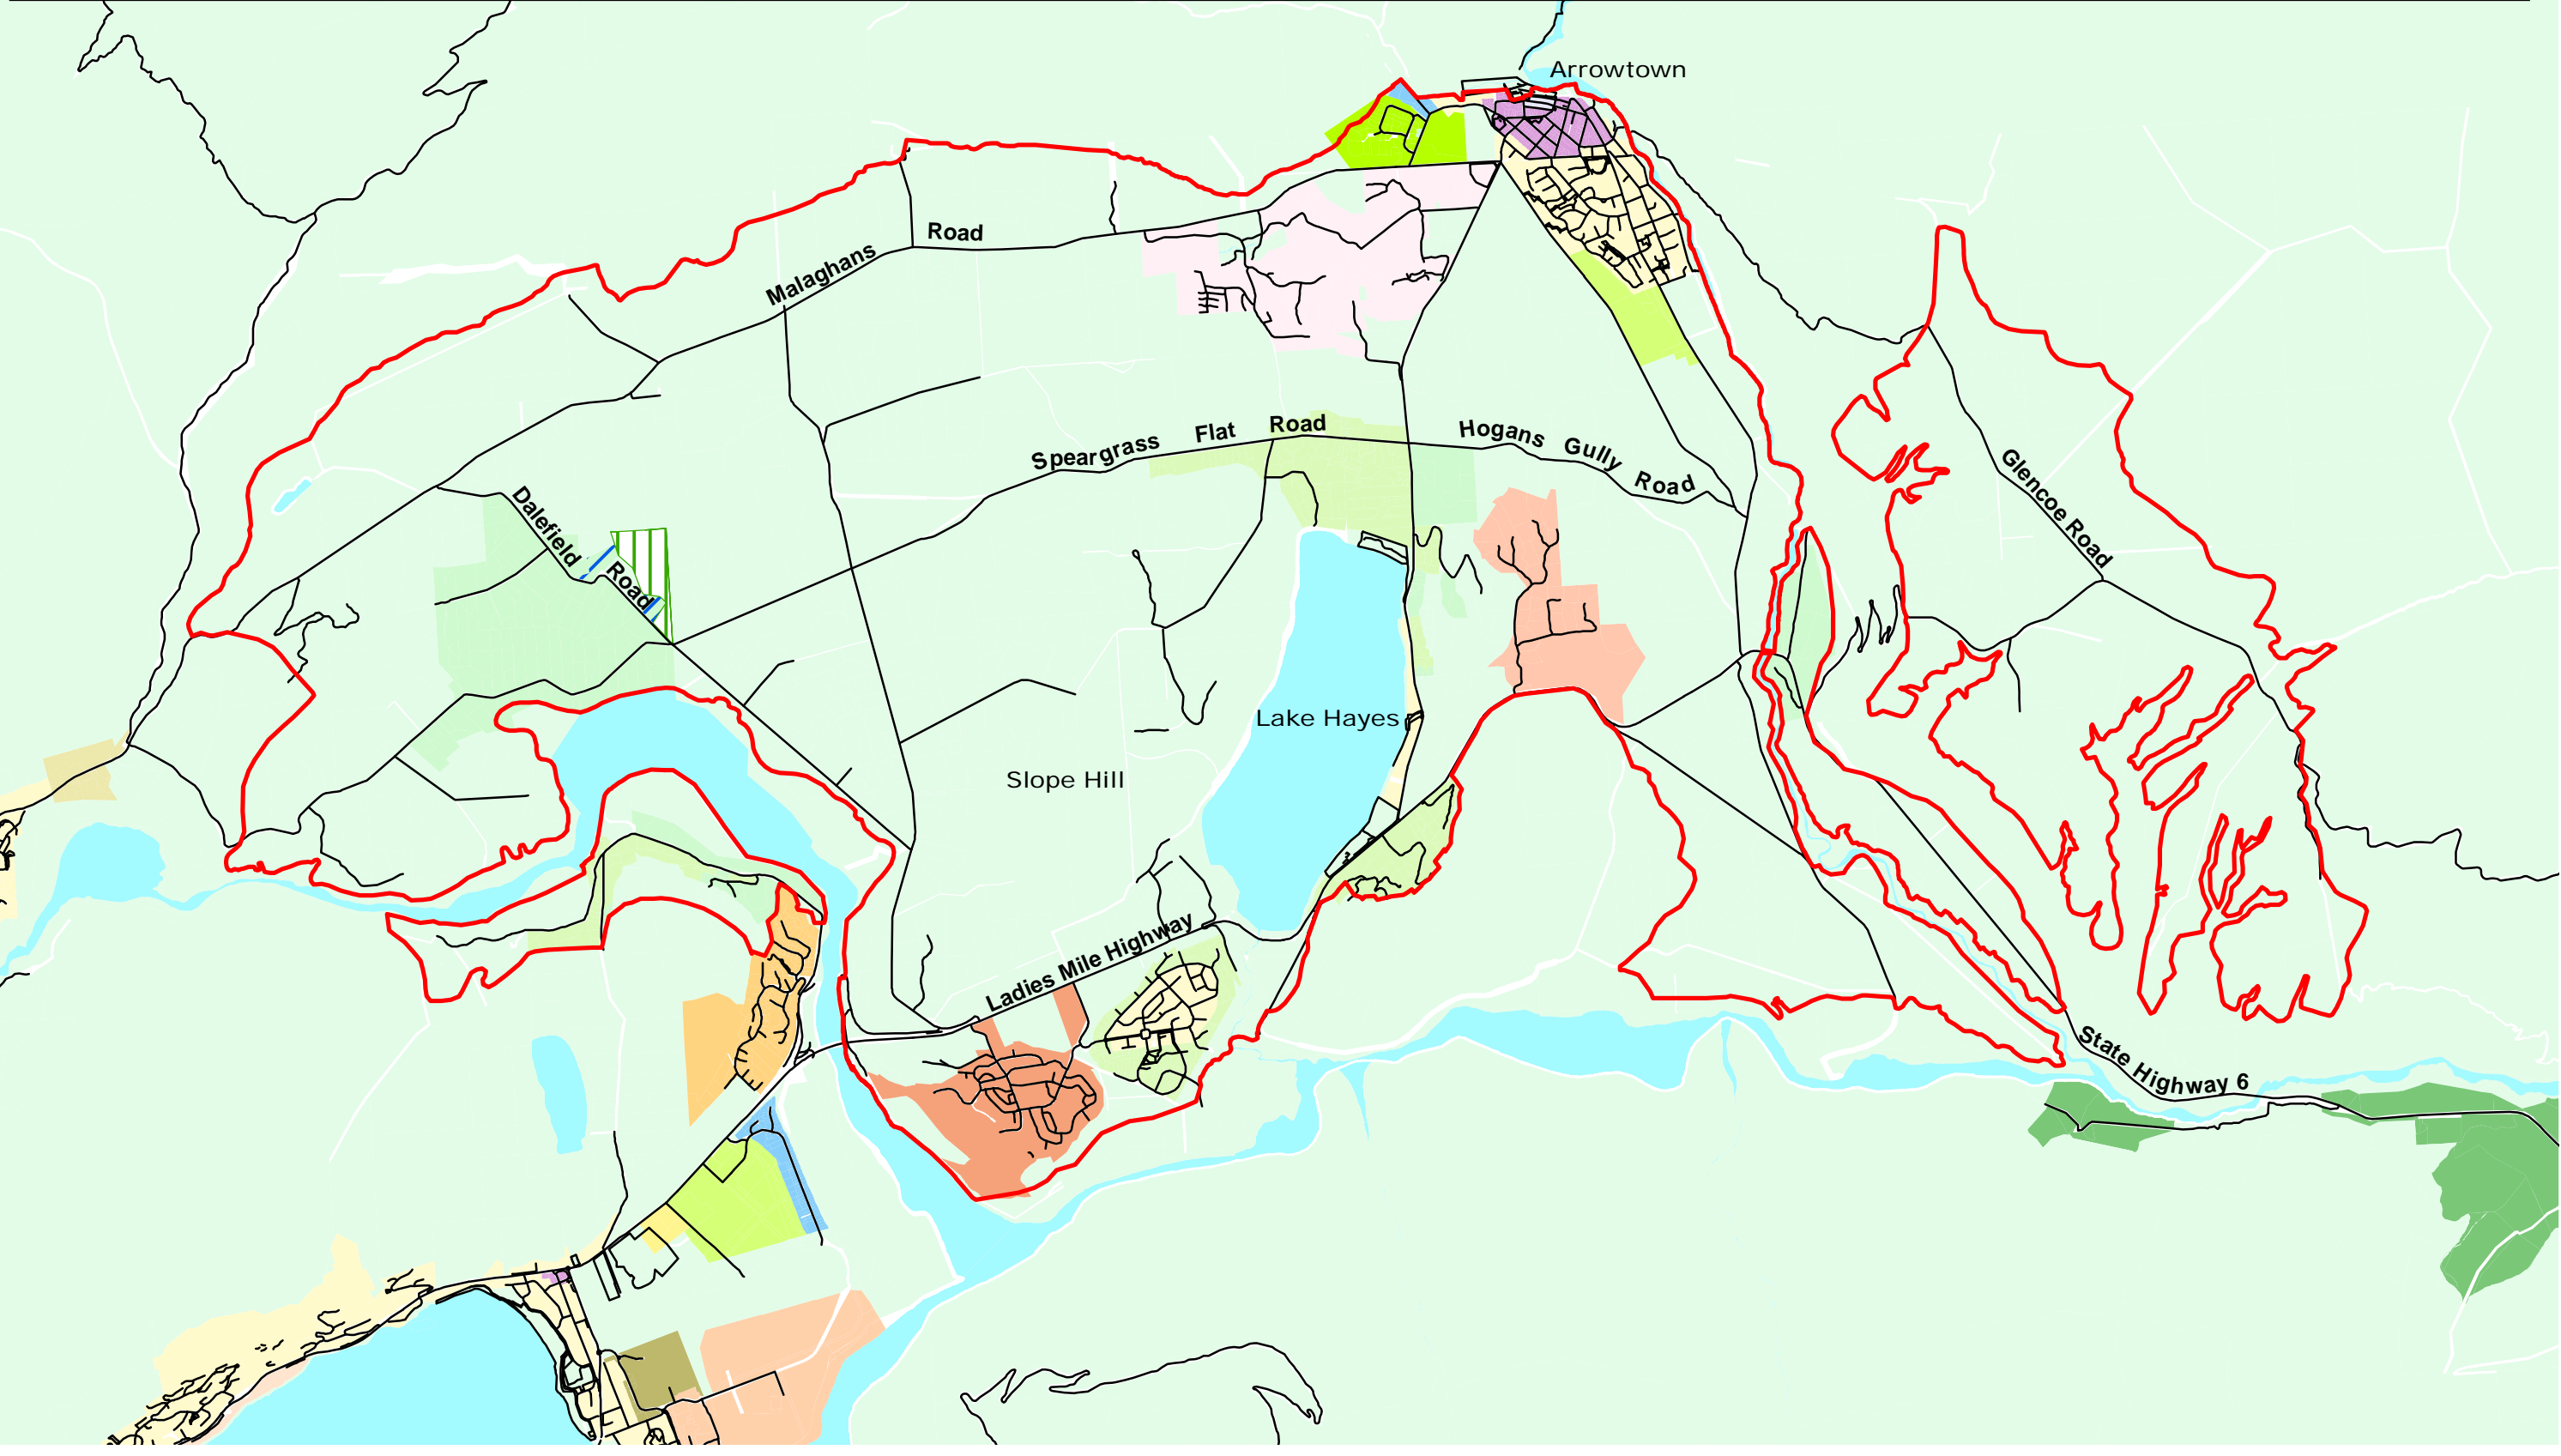 Arrowtown
Malaghans Road
Speargrass Flat Road
Hogans Gully Road
Glencoe Road
Dalefield Road
Lake Hayes
Slope Hill
Ladies Mile Highway
State Highway 6